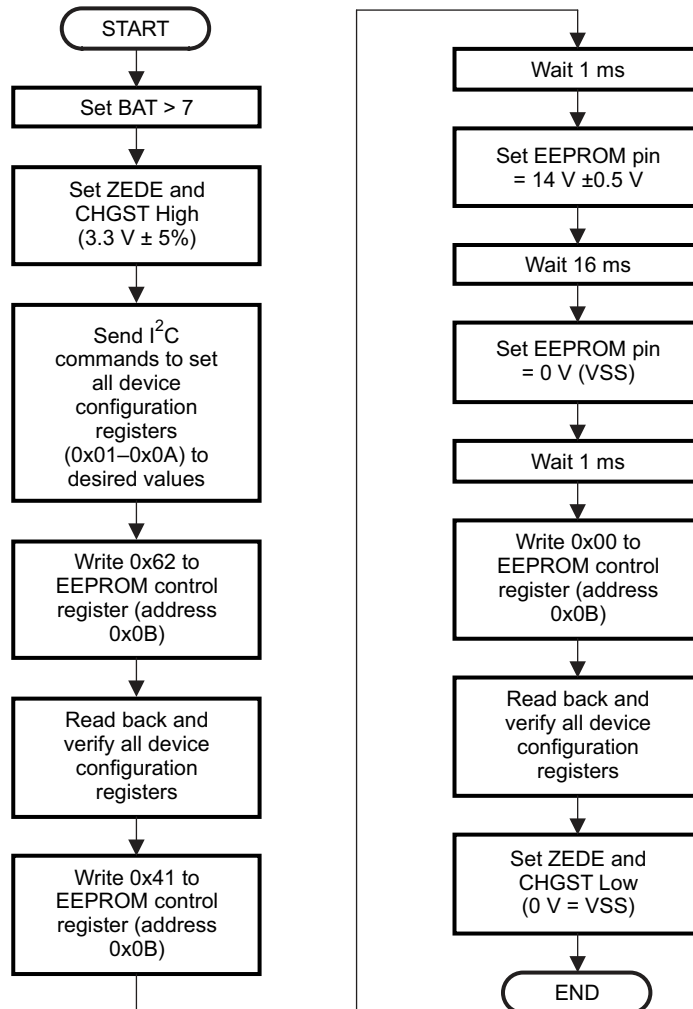 START
Set BAT > 7
Set ZEDE and
CHGST High
(3.3 V ± 5%)
Send I²C
commands to set
all device
configuration
registers
(0x01–0x0A) to
desired values
Write 0x62 to
EEPROM control
register (address
0x0B)
Read back and
verify all device
configuration
registers
Write 0x41 to
EEPROM control
register (address
0x0B)
Wait 1 ms
Set EEPROM pin
= 14 V ±0.5 V
Wait 16 ms
Set EEPROM pin
= 0 V (VSS)
Wait 1 ms
Write 0x00 to
EEPROM control
register (address
0x0B)
Read back and
verify all device
configuration
registers
Set ZEDE and
CHGST Low
(0 V = VSS)
END